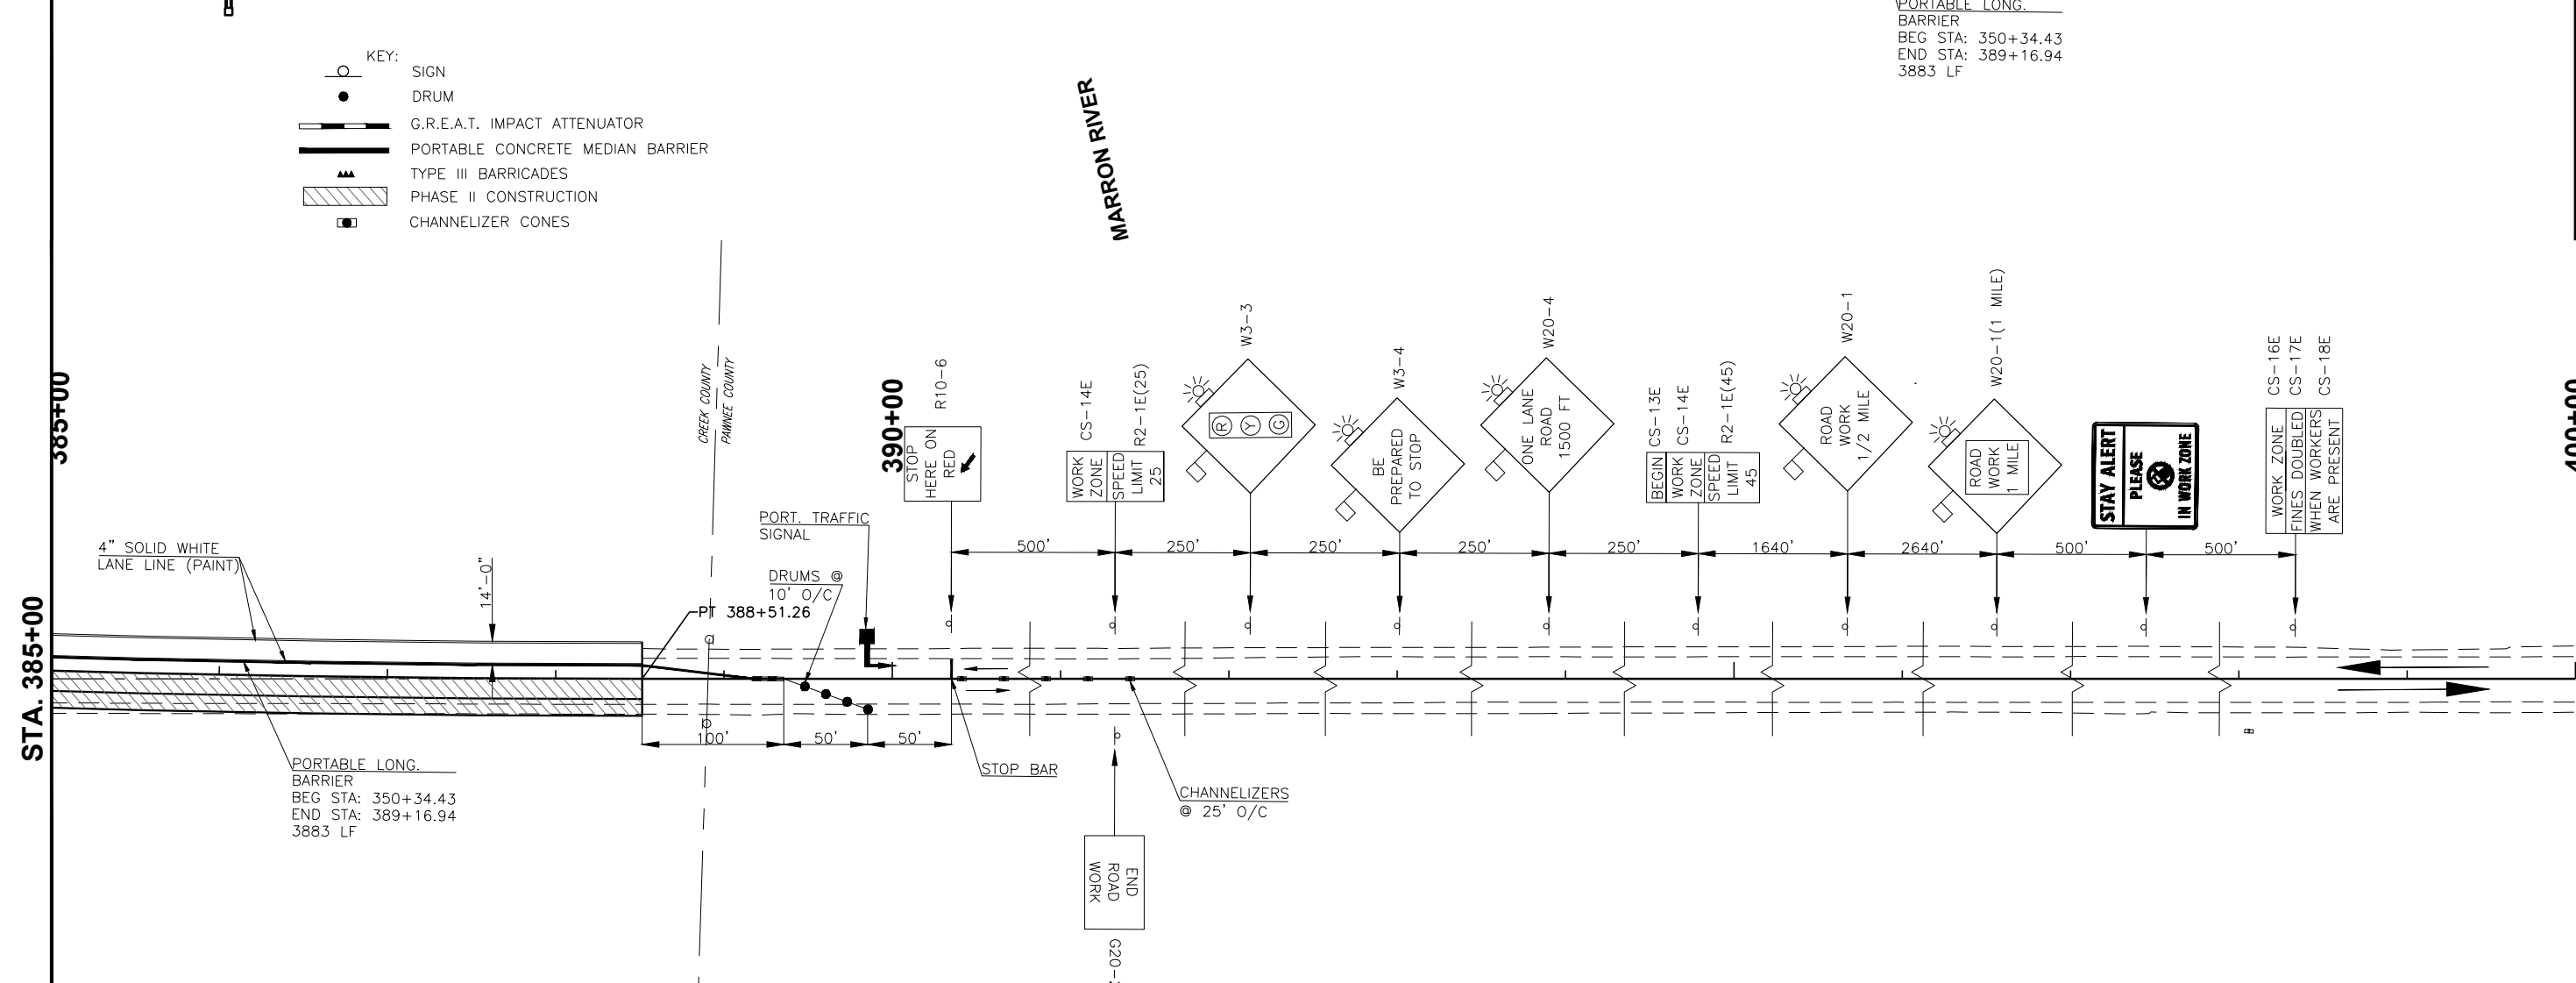 PORTABLE LONG.
BARRIER
BEG STA: 350+34.43
END STA: 389+16.94
3883 LF
KEY:
SIGN
DRUM
G.R.E.A.T. IMPACT ATTENUATOR
PORTABLE CONCRETE MEDIAN BARRIER
TYPE III BARRICADES
PHASE II CONSTRUCTION
CHANNELIZER CONES
MARRON RIVER
385+00
STA. 385+00
CREEK COUNTY
PAWNEE COUNTY
390+00
400+00
R10-6
STOP
HERE ON
RED
CS-14E
R2-1E(25)
WORK
ZONE
SPEED
LIMIT
25
W3-3
R Y G
W3-4
BE
PREPARED
TO STOP
W20-4
ONE LANE
ROAD
1500 FT
CS-13E
CS-14E
R2-1E(45)
BEGIN
WORK
ZONE
SPEED
LIMIT
45
W20-1
ROAD
WORK
1/2 MILE
W20-1(1 MILE)
ROAD
WORK
1 MILE
STAY ALERT
PLEASE
IN WORK ZONE
CS-16E
CS-17E
CS-18E
WORK ZONE
FINES DOUBLED
WHEN WORKERS
ARE PRESENT
500'
250'
250'
250'
250'
1640'
2640'
500'
500'
4" SOLID WHITE
LANE LINE (PAINT)
14'-0"
PORT. TRAFFIC
SIGNAL
DRUMS @
10' O/C
PT 388+51.26
100'
50'
50'
STOP BAR
CHANNELIZERS
@ 25' O/C
PORTABLE LONG.
BARRIER
BEG STA: 350+34.43
END STA: 389+16.94
3883 LF
END
ROAD
WORK